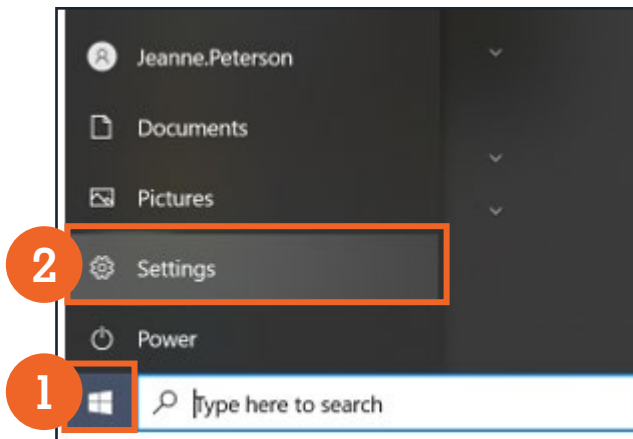 Jeanne.Peterson
Documents
Pictures
2 Settings
Power
1 Type here to search